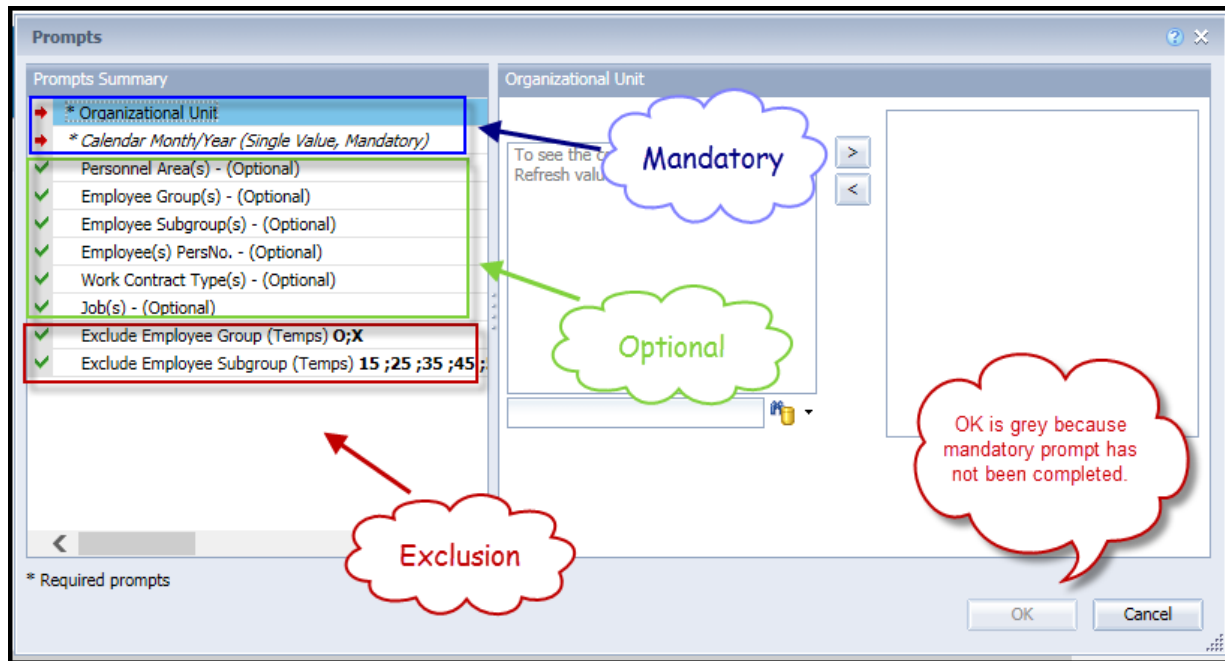 Prompts
Prompts Summary
* Organizational Unit
* Calendar Month/Year (Single Value, Mandatory)
Personnel Area(s) - (Optional)
Employee Group(s) - (Optional)
Employee Subgroup(s) - (Optional)
Employee(s) PersNo. - (Optional)
Work Contract Type(s) - (Optional)
Job(s) - (Optional)
Exclude Employee Group (Temps) O;X
Exclude Employee Subgroup (Temps) 15 ;25 ;35 ;45 ;
* Required prompts
Organizational Unit
To see the
Refresh
>
<
Mandatory
Optional
Exclusion
OK is grey because
mandatory prompt has
not been completed.
OK
Cancel